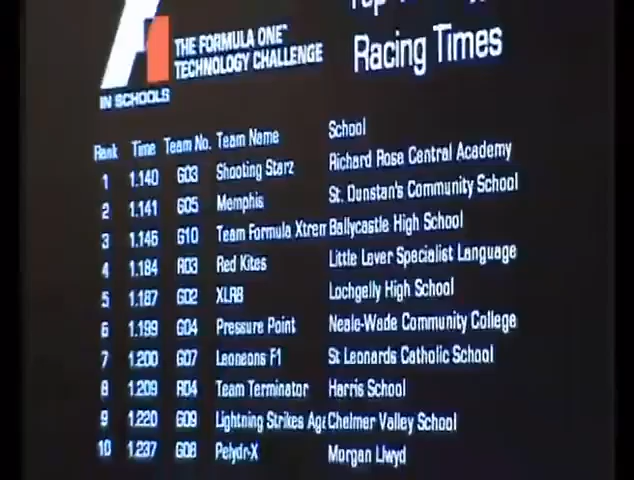 Racing Times
THE FORMULA ONE™
TECHNOLOGY CHALLENGE
IN SCHOOLS
Rank Time Team No. Team Name School
1 1.140 G03 Shooting Starz Richard Rose Central Academy
2 1.141 G05 Memphis St. Dunstan's Community School
3 1.146 G10 Team Formula Xtrem Ballycastle High School
4 1.184 R03 Red Kites Little Lever Specialist Language
5 1.187 G02 XLR8 Lochgelly High School
6 1.199 G04 Pressure Point Neale-Wade Community College
7 1.200 G07 Leoneons F1 St Leonards Catholic School
8 1.209 R04 Team Terminator Harris School
9 1.220 G09 Lightning Strikes Aga Chelmer Valley School
10 1.237 G08 Pelydr-X Morgan Llwyd